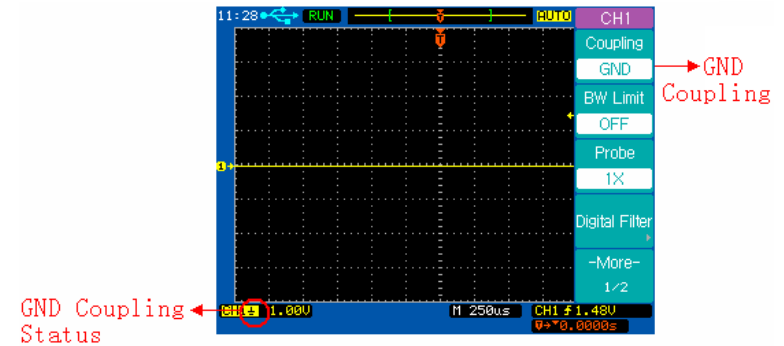 11:28 RUN T AUTO CH1
T
Coupling
GND
GND Coupling
BW Limit
OFF
1
Probe
1X
Digital Filter
-More-
1/2
GND Coupling Status
CH1 1.00V M 250us CH1 1.48V
0.0000s